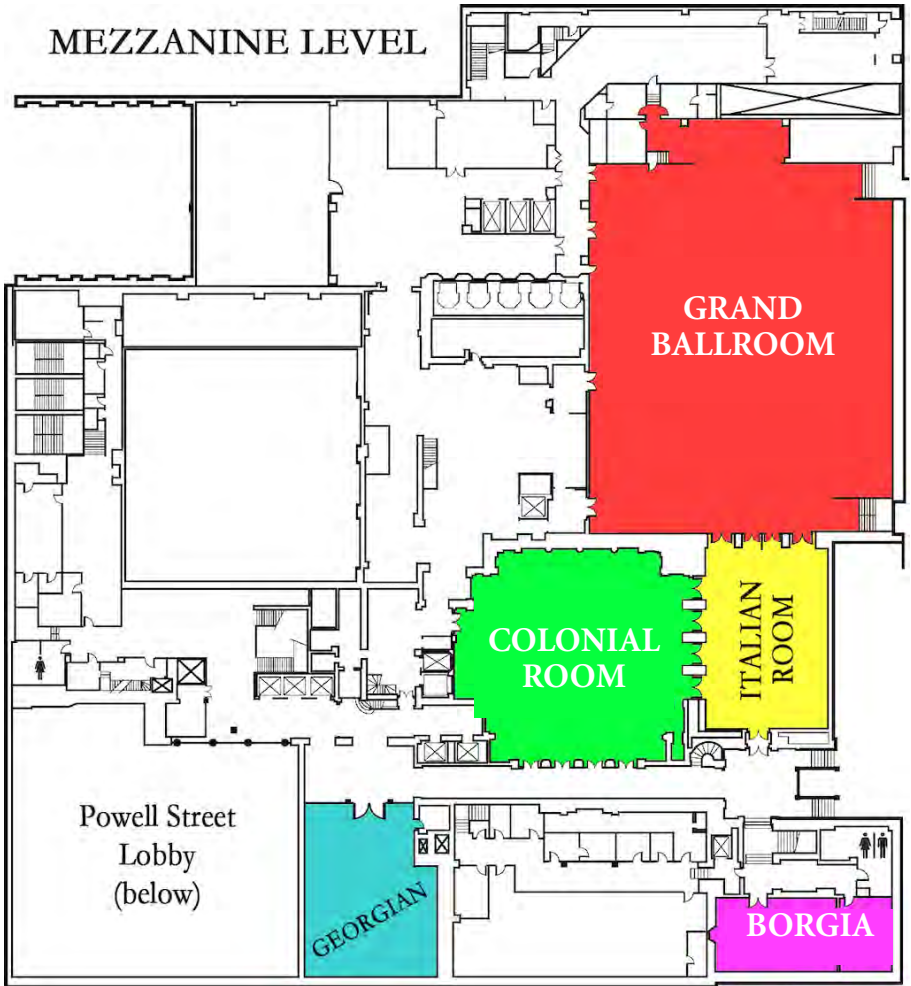 MEZZANINE LEVEL
GRAND
BALLROOM
COLONIAL
ROOM
ITALIAN
ROOM
Powell Street
Lobby
(below)
GEORGIAN
BORGIA